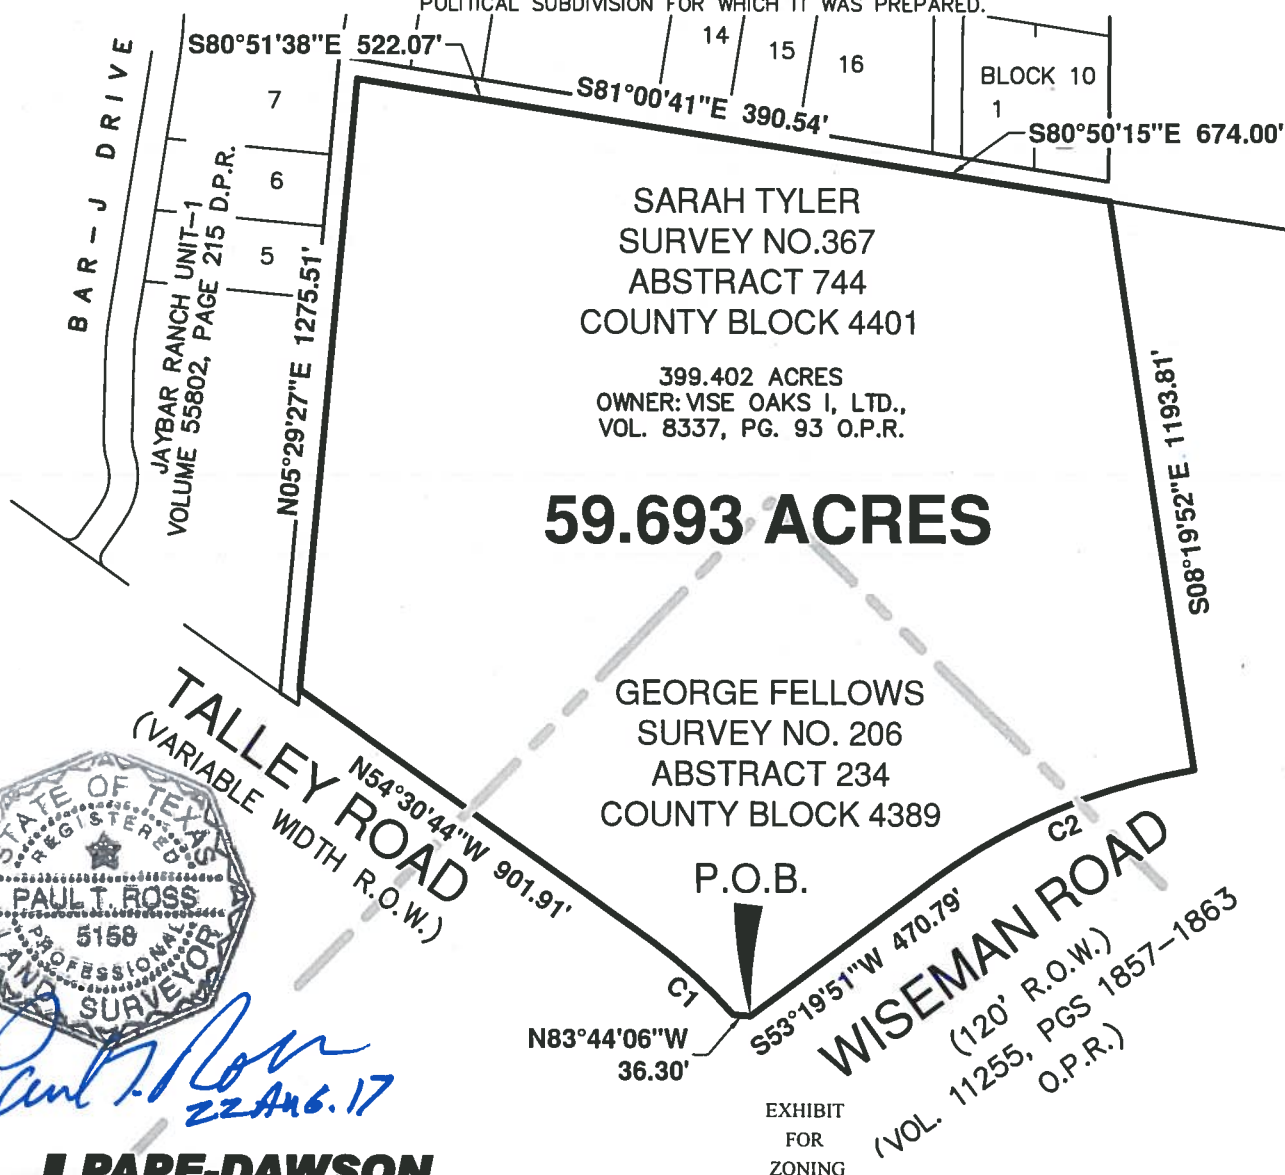 POLITICAL SUBDIVISION FOR WHICH IT WAS PREPARED.
S80°51'38"E 522.07'
14
15
16
BLOCK 10
1
S81°00'41"E 390.54'
S80°50'15"E 674.00'
BAR-J DRIVE
7
6
5
JAYBAR RANCH UNIT-1
VOLUME 55802, PAGE 215 D.P.R.
N05°29'27"E 1275.51'
SARAH TYLER
SURVEY NO.367
ABSTRACT 744
COUNTY BLOCK 4401
399.402 ACRES
OWNER: VISE OAKS I, LTD.,
VOL. 8337, PG. 93 O.P.R.
S08°19'52"E 1193.81'
59.693 ACRES
GEORGE FELLOWS
SURVEY NO. 206
ABSTRACT 234
COUNTY BLOCK 4389
P.O.B.
TALLEY ROAD
(VARIABLE WIDTH R.O.W.)
N54°30'44"W 901.91'
C1
N83°44'06"W
36.30'
S53°19'51"W 470.79'
C2
WISEMAN ROAD
(120' R.O.W.)
(VOL. 11255, PGS 1857-1863
O.P.R.)
STATE OF TEXAS
REGISTERED
PAUL T. ROSS
5158
PROFESSIONAL
LAND SURVEYOR
Paul T. Ross
22 Aug. 17
EXHIBIT
FOR
ZONING
PAPE-DAWSON